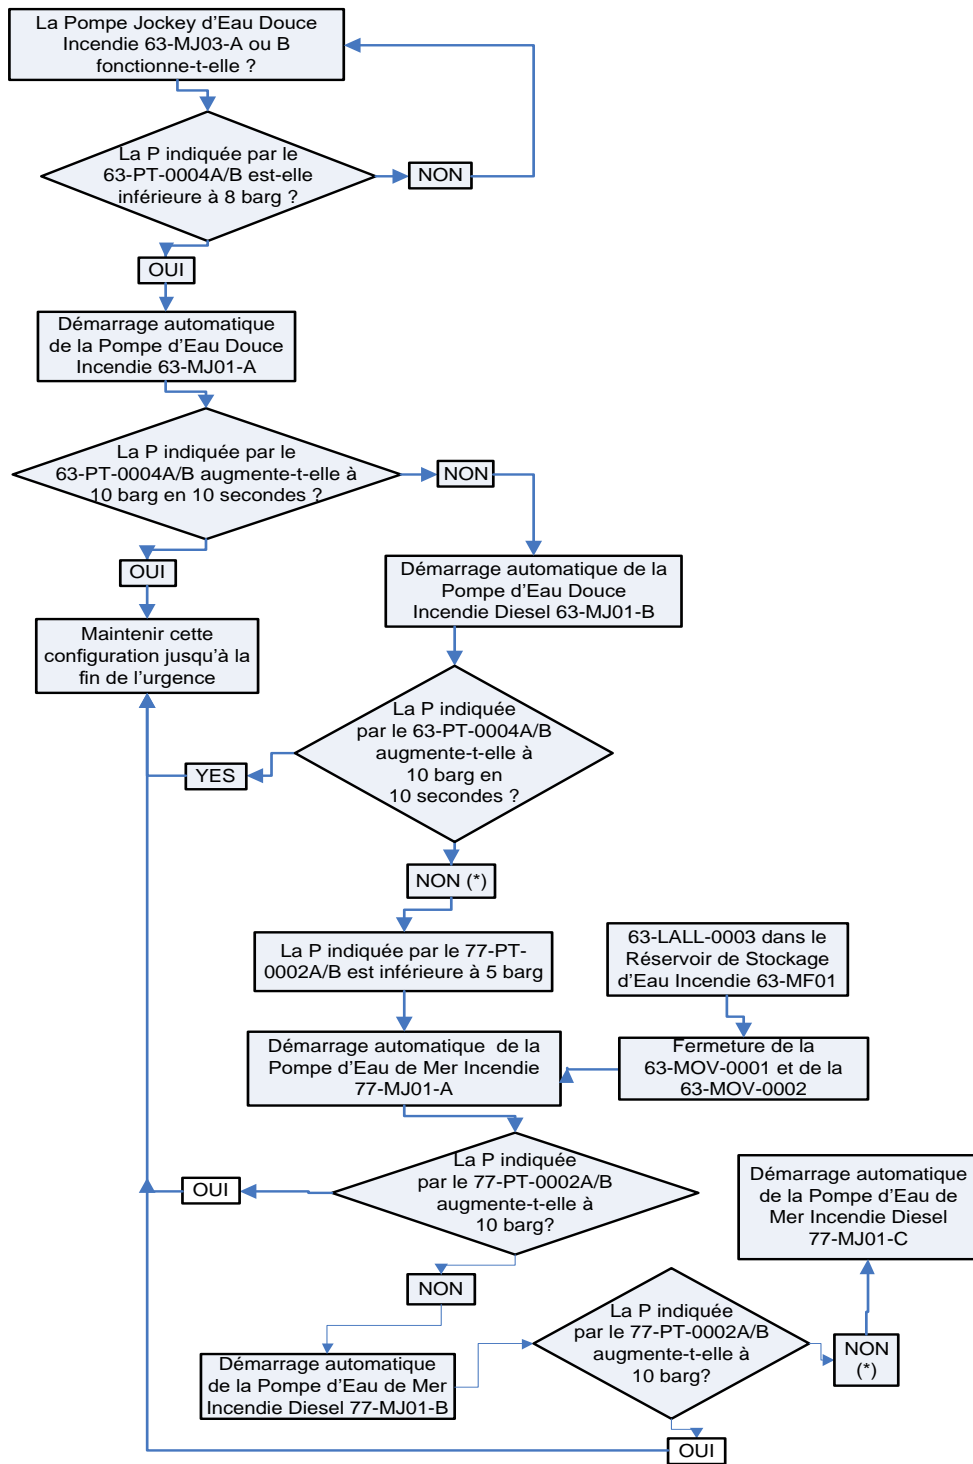 La Pompe Jockey d'Eau Douce
Incendie 63-MJ03-A ou B
fonctionne-t-elle ?
La P indiquée par le
63-PT-0004A/B est-elle
inférieure à 8 barg ?
NON
OUI
Démarrage automatique
de la Pompe d'Eau Douce
Incendie 63-MJ01-A
La P indiquée par le
63-PT-0004A/B augmente-t-elle à
10 barg en 10 secondes ?
NON
OUI
Démarrage automatique de la
Pompe d'Eau Douce
Incendie Diesel 63-MJ01-B
Maintenir cette
configuration jusqu'à la
fin de l'urgence
La P indiquée
par le 63-PT-0004A/B
augmente-t-elle à
10 barg en
10 secondes ?
YES
NON (*)
La P indiquée par le 77-PT-
0002A/B est inférieure à 5 barg
63-LALL-0003 dans le
Réservoir de Stockage
d'Eau Incendie 63-MF01
Démarrage automatique  de la
Pompe d'Eau de Mer Incendie
77-MJ01-A
Fermeture de la
63-MOV-0001 et de la
63-MOV-0002
La P indiquée
par le 77-PT-0002A/B
augmente-t-elle à
10 barg?
OUI
Démarrage automatique
de la Pompe d'Eau de
Mer Incendie Diesel
77-MJ01-C
NON
La P indiquée
par le 77-PT-0002A/B
augmente-t-elle à
10 barg?
NON
(*)
Démarrage automatique
de la Pompe d'Eau de Mer
Incendie Diesel 77-MJ01-B
OUI